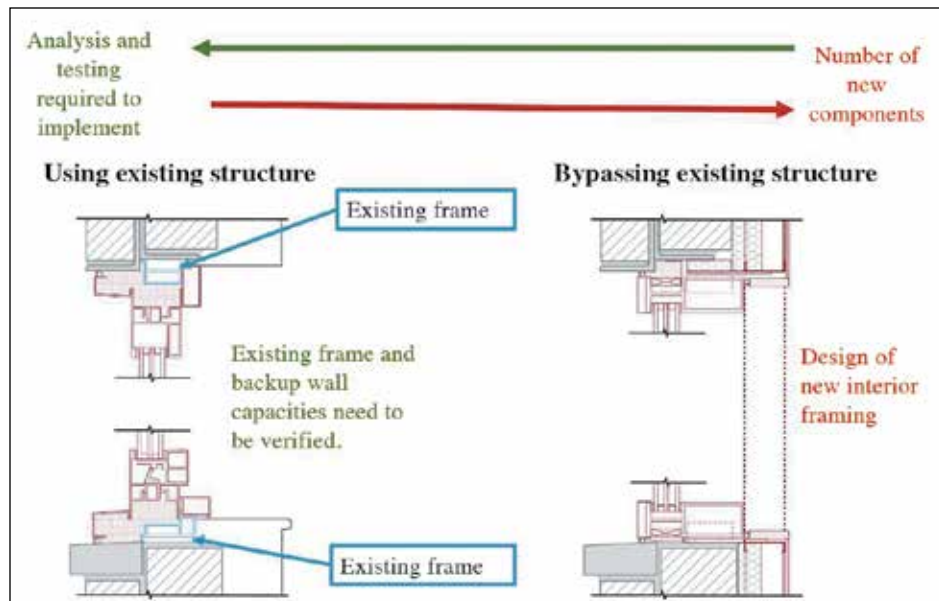 Analysis and
testing
required to
implement
Number of
new
components
Using existing structure
Bypassing existing structure
Existing frame
Existing frame and
backup wall
capacities need to
be verified.
Design of
new interior
framing
Existing frame